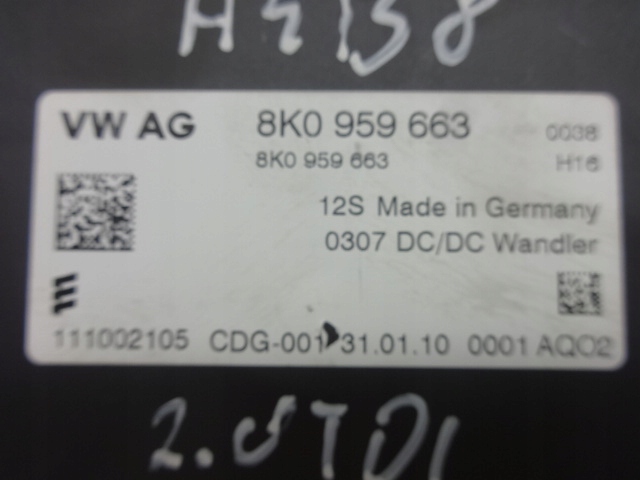 VW AG 8K0 959 663 0038
8K0 959 663 H16
12S Made in Germany
0307 DC/DC Wandler
111002105 CDG-001 31.01.10 0001 AQ02
2.0TDI